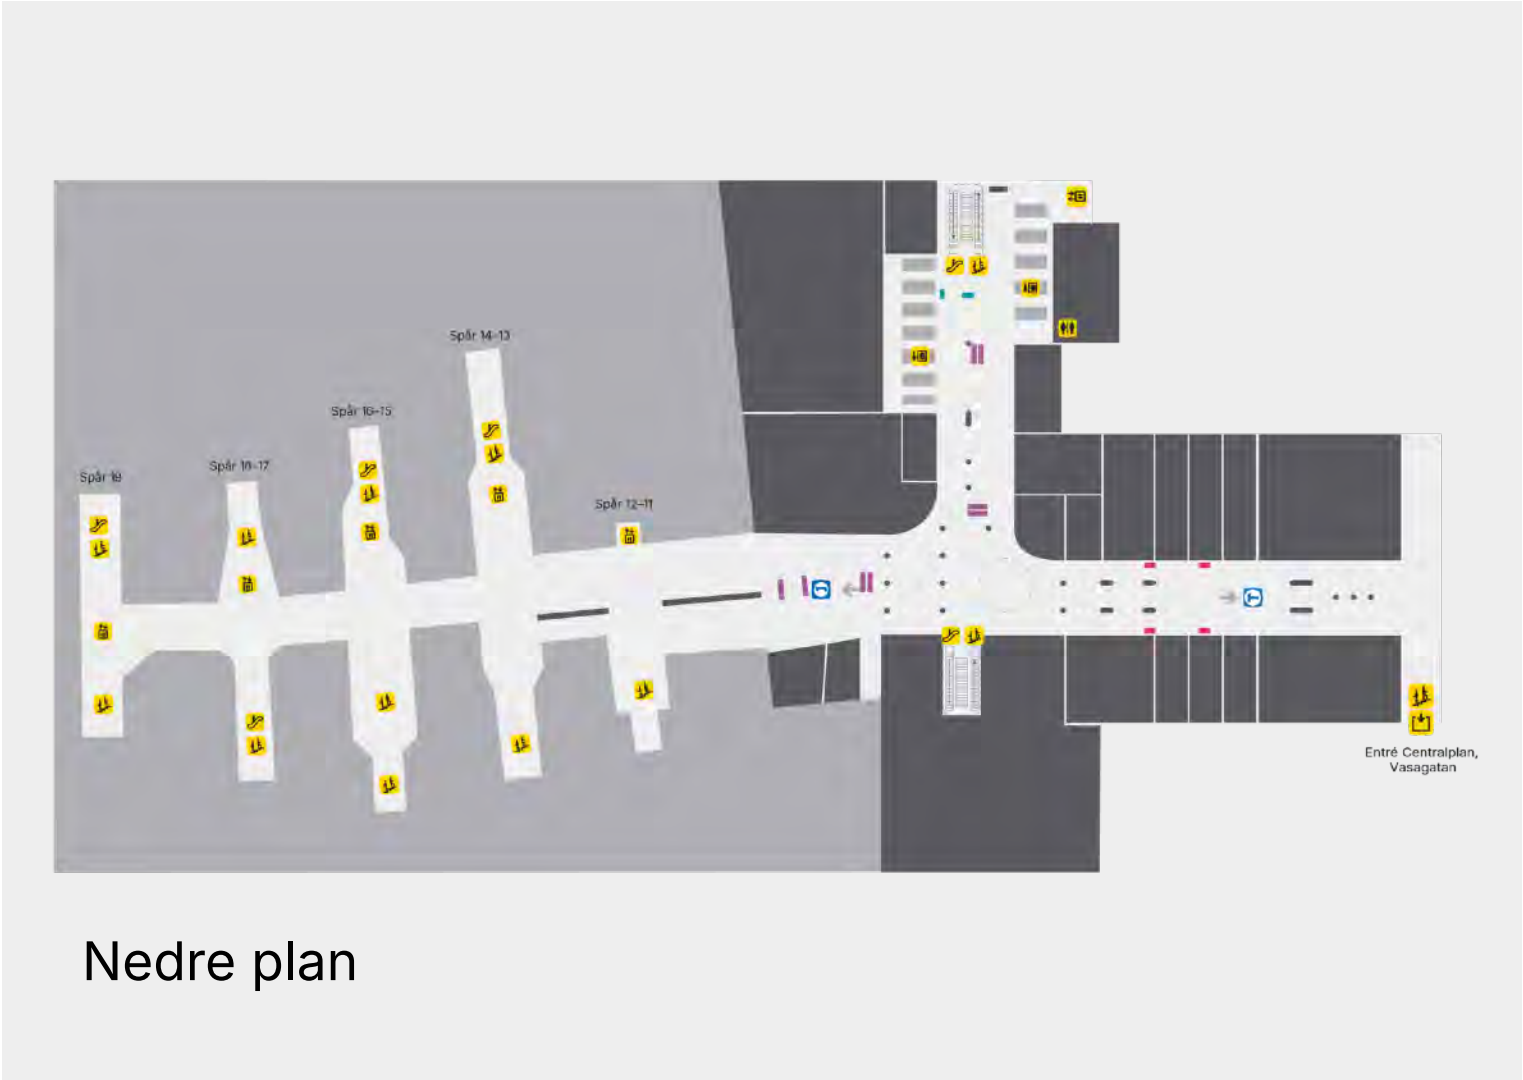 Spår 14–13
Spår 16–15
Spår 18–17
Spår 19
Spår 12–11
Entré Centralplan,
Vasagatan
Nedre plan